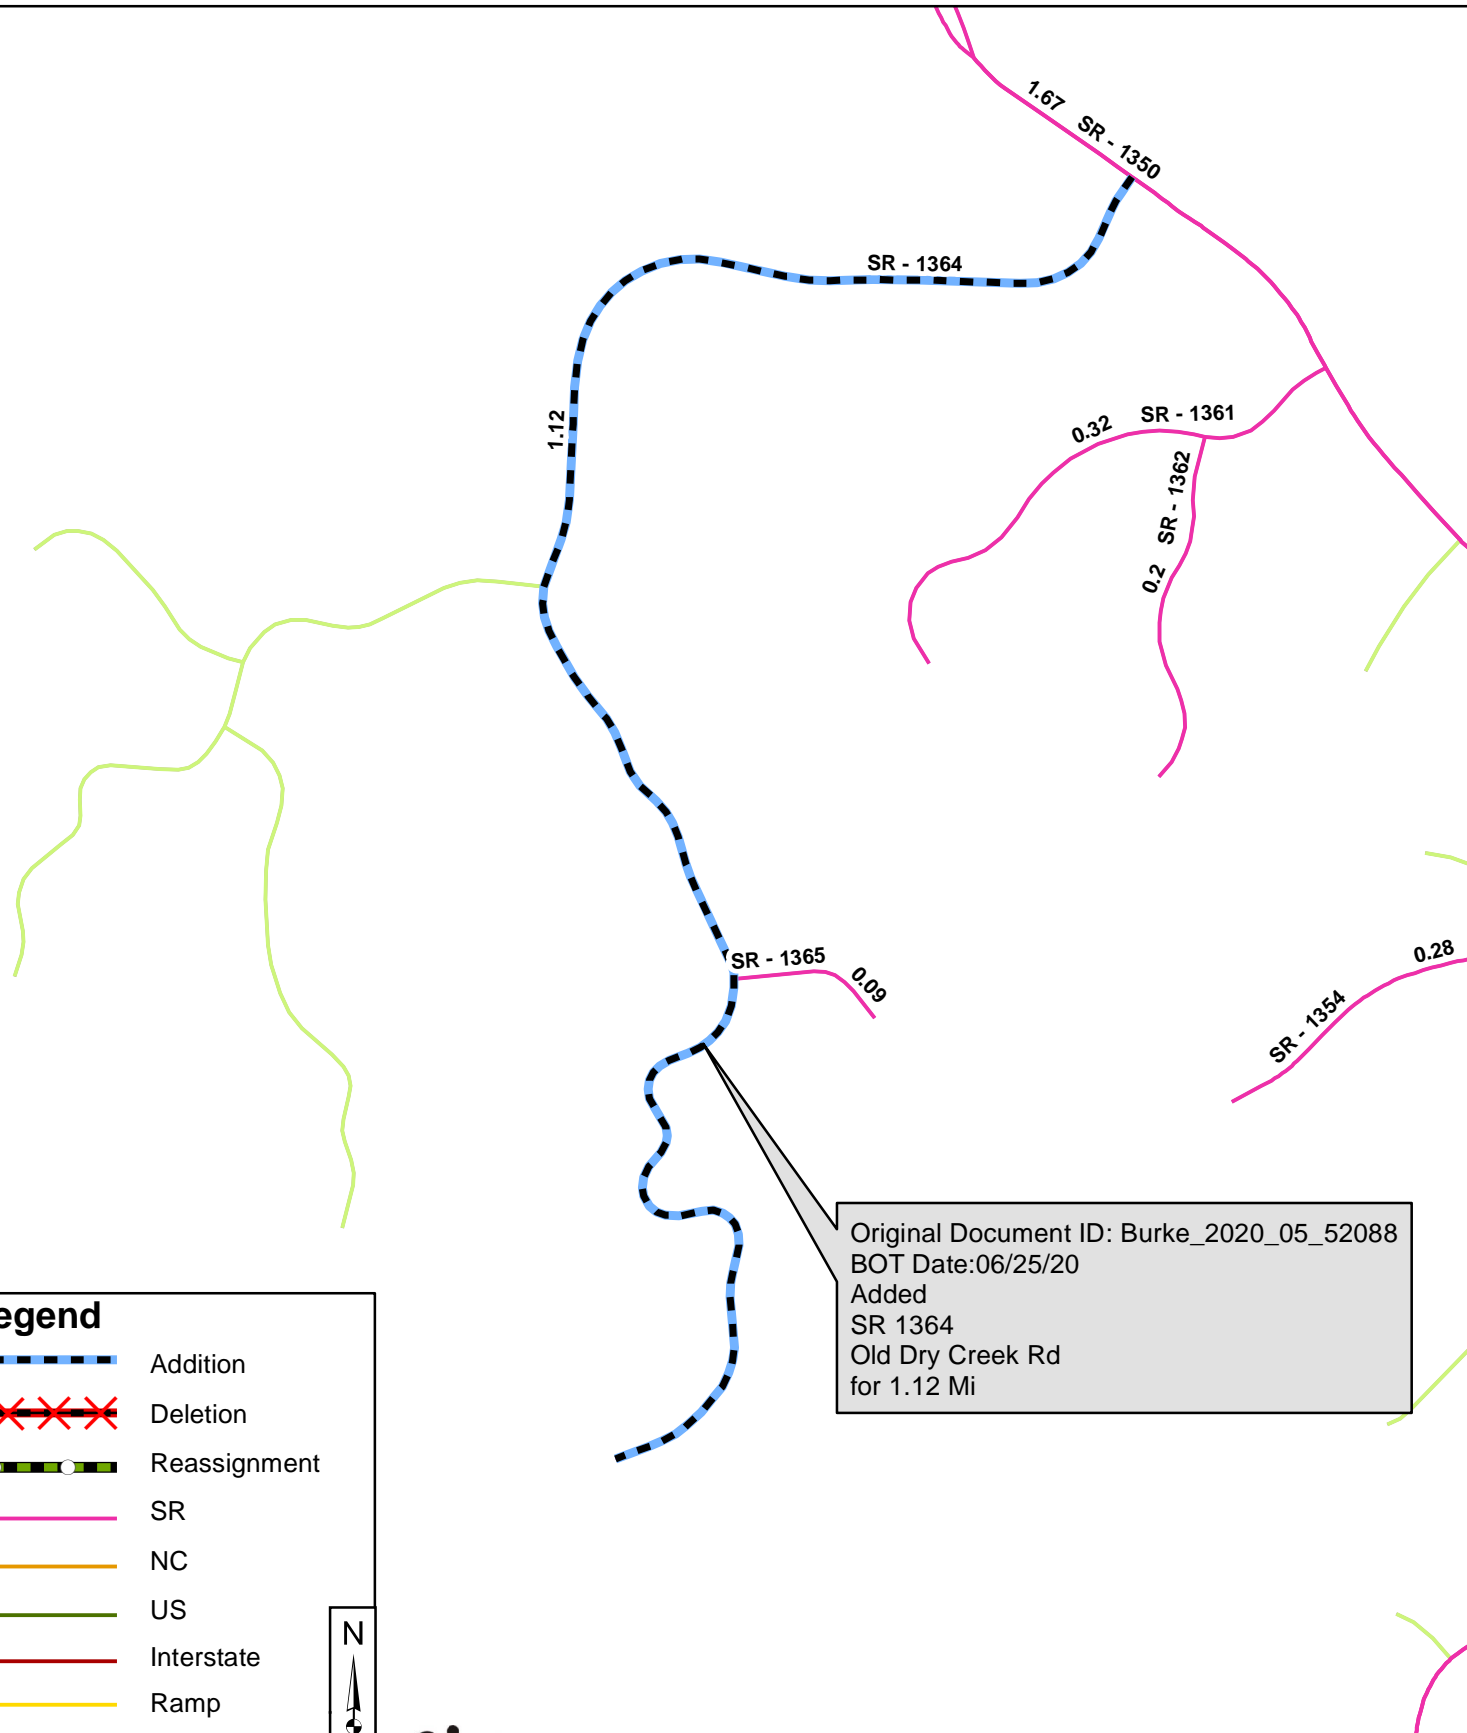 1.67 SR - 1350
SR - 1364
1.12
0.32 SR - 1361
SR - 1362
0.2
SR - 1365
0.09
0.28
SR - 1354
Original Document ID: Burke_2020_05_52088
BOT Date:06/25/20
Added
SR 1364
Old Dry Creek Rd
for 1.12 Mi
egend
Addition
Deletion
Reassignment
SR
NC
US
Interstate
Ramp
N